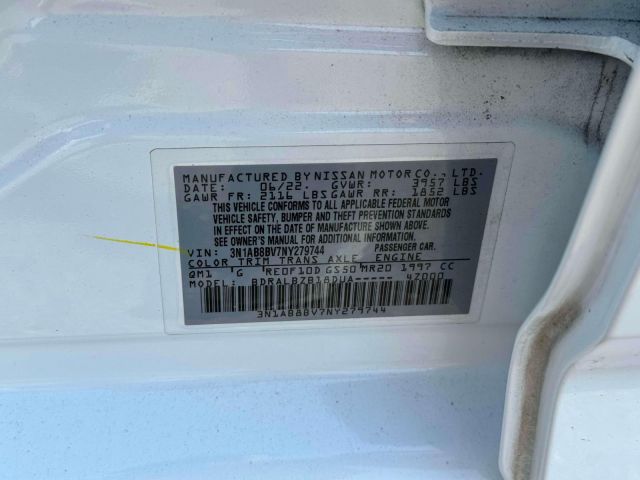 MANUFACTURED BY NISSAN MOTOR CO., LTD.
DATE: 06/22. GVWR: 3957 LBS
GAWR FR: 2116 LBS GAWR RR: 1852 LBS
THIS VEHICLE CONFORMS TO ALL APPLICABLE FEDERAL MOTOR
VEHICLE SAFETY, BUMPER AND THEFT PREVENTION STANDARDS
IN EFFECT ON THE DATE OF MANUFACTURE SHOWN ABOVE.
SEE OWNER'S MANUAL FOR ADDITIONAL INFORMATION.
VIN: 3N1AB8BV7NY279744 PASSENGER CAR.
COLOR TRIM TRANS AXLE ENGINE
QM1 G RE0F10D GS50 MR20 1997 CC
MODEL: BDRALBZB18DUA- 47000
3N1AB8BV7NY279744